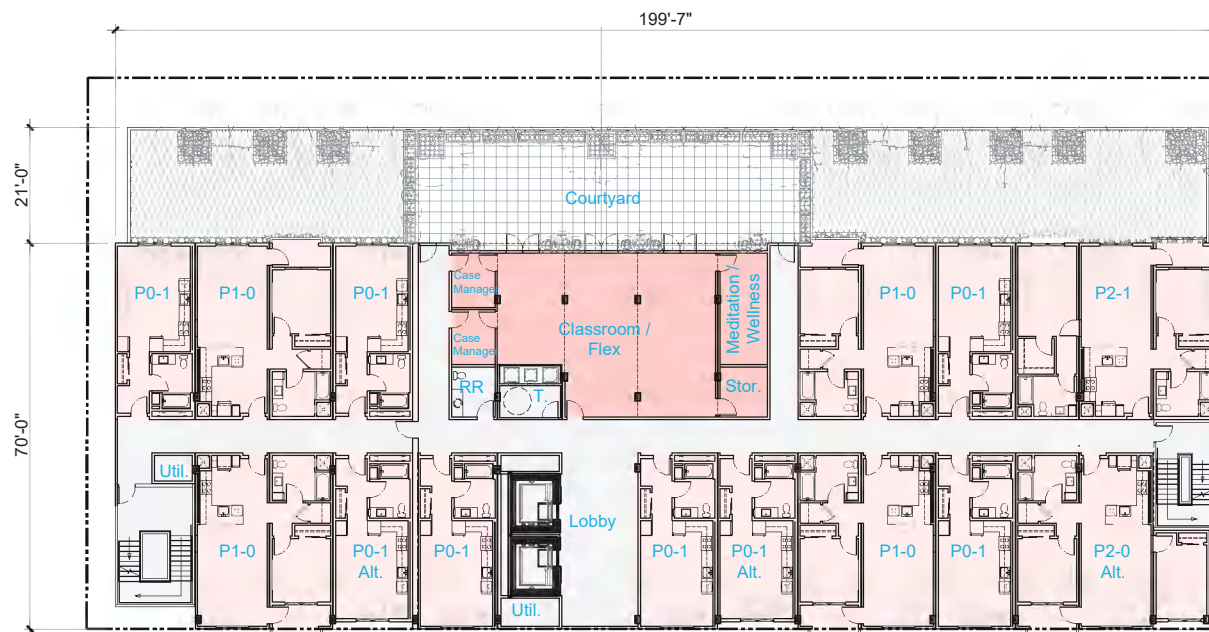 199'-7"
21'-0"
Courtyard
P0-1
P1-0
P0-1
Case
Manager
Case
Manager
Classroom /
Flex
Meditation /
Wellness
P1-0
P0-1
P2-1
RR
T.
Stor.
70'-0"
Util.
P1-0
P0-1
Alt.
P0-1
Lobby
Util.
P0-1
P0-1
Alt.
P1-0
P0-1
P2-0
Alt.